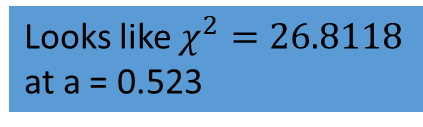 Looks like χ² = 26.8118
at a = 0.523